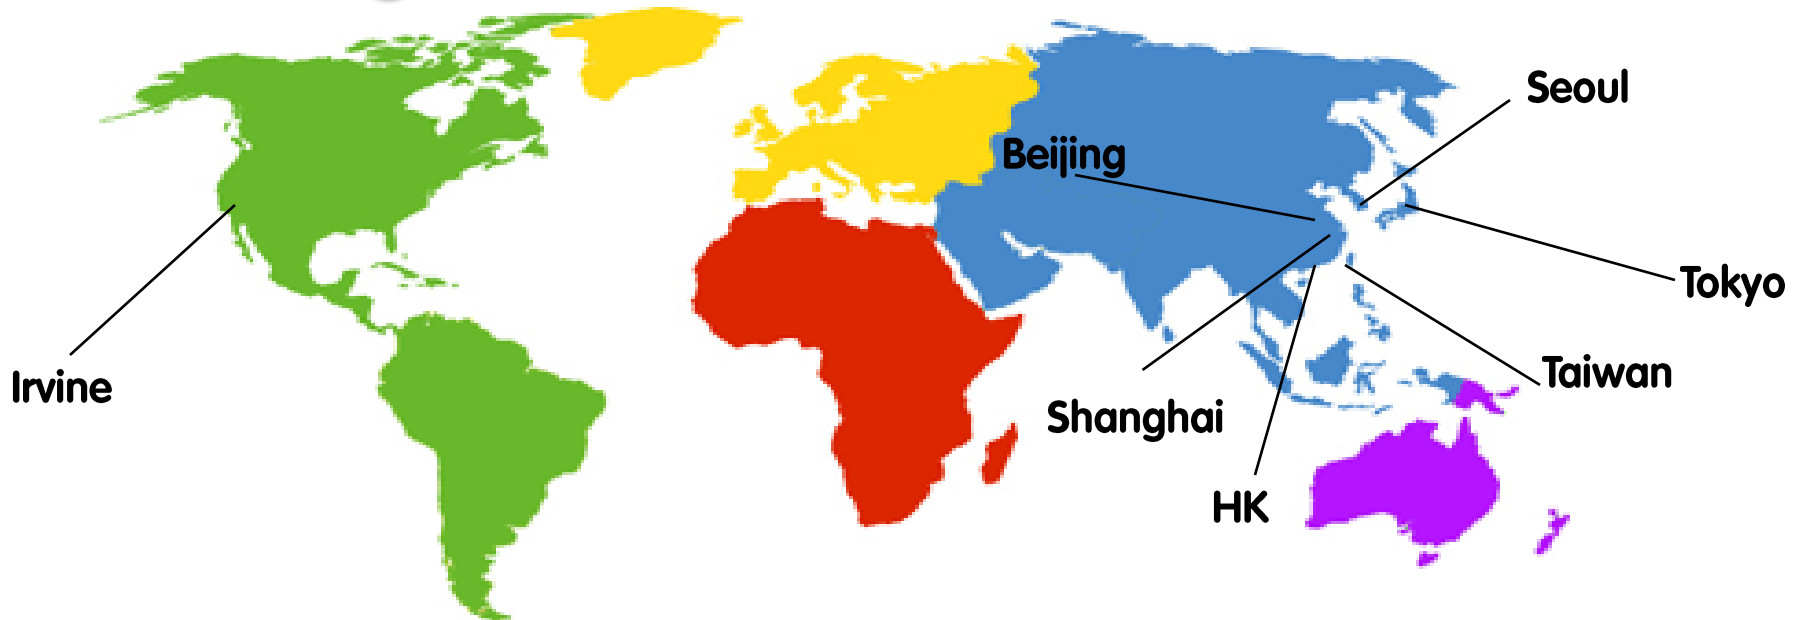 Seoul
Beijing
Tokyo
Taiwan
Irvine
Shanghai
HK